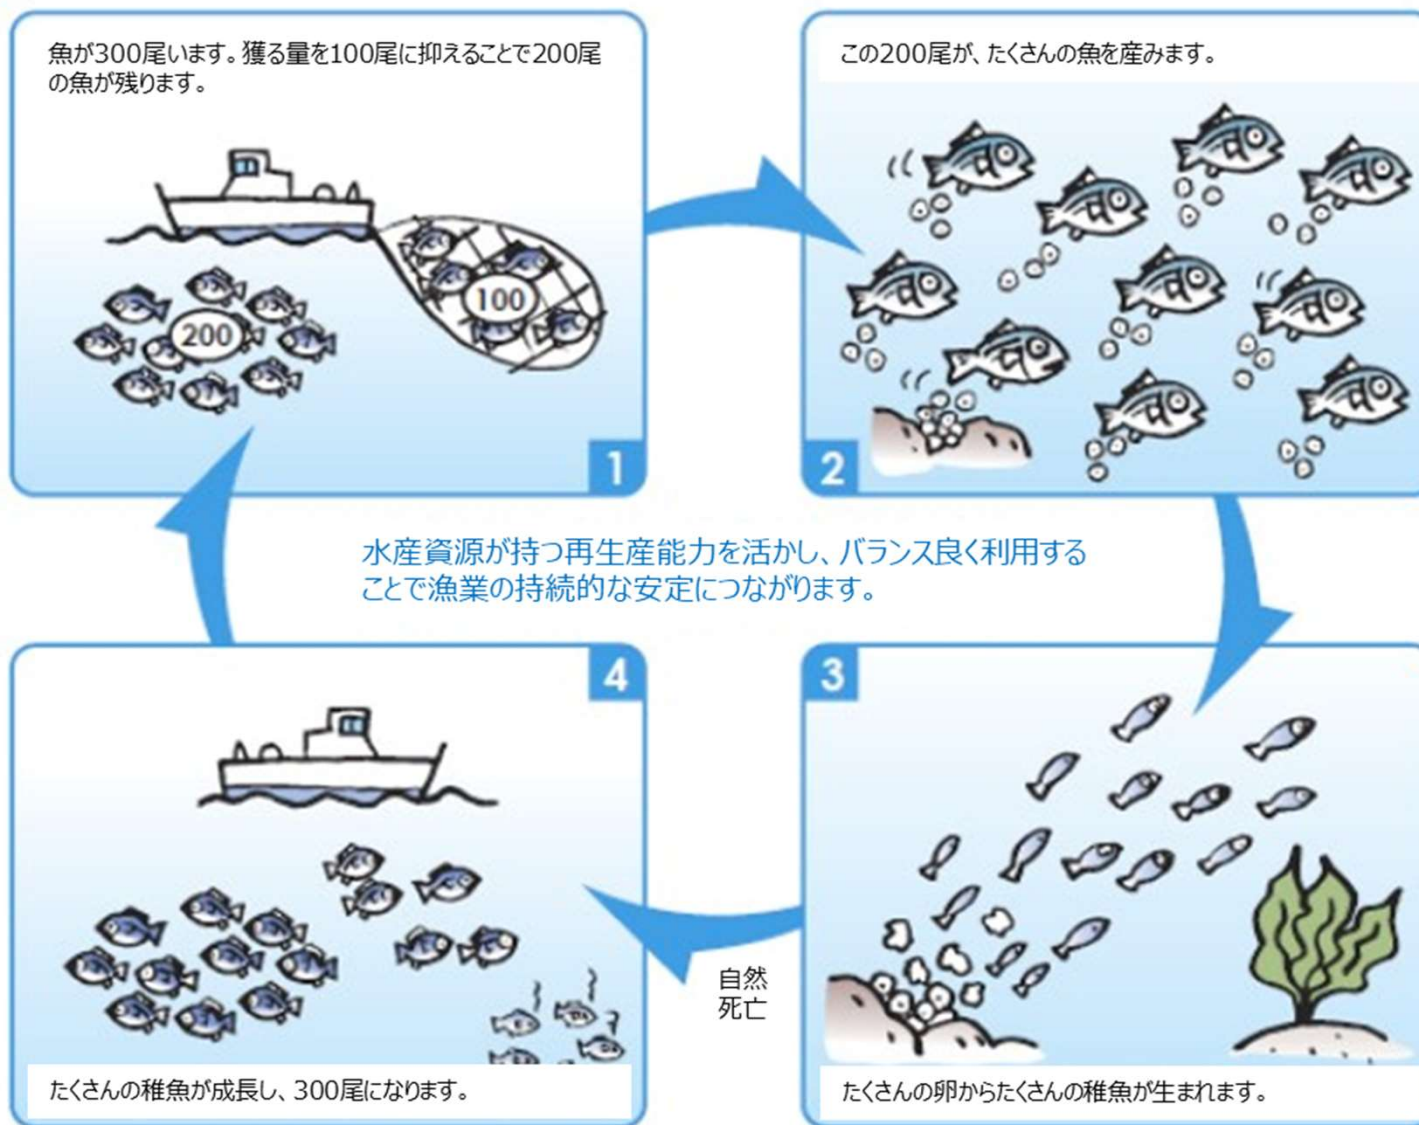 魚が300尾います。獲る量を100尾に抑えることで200尾
の魚が残ります。
200
100
1
この200尾が、たくさんの魚を産みます。
2
水産資源が持つ再生産能力を活かし、バランス良く利用する
ことで漁業の持続的な安定につながります。
3
たくさんの卵からたくさんの稚魚が生まれます。
自然
死亡
4
たくさんの稚魚が成長し、300尾になります。